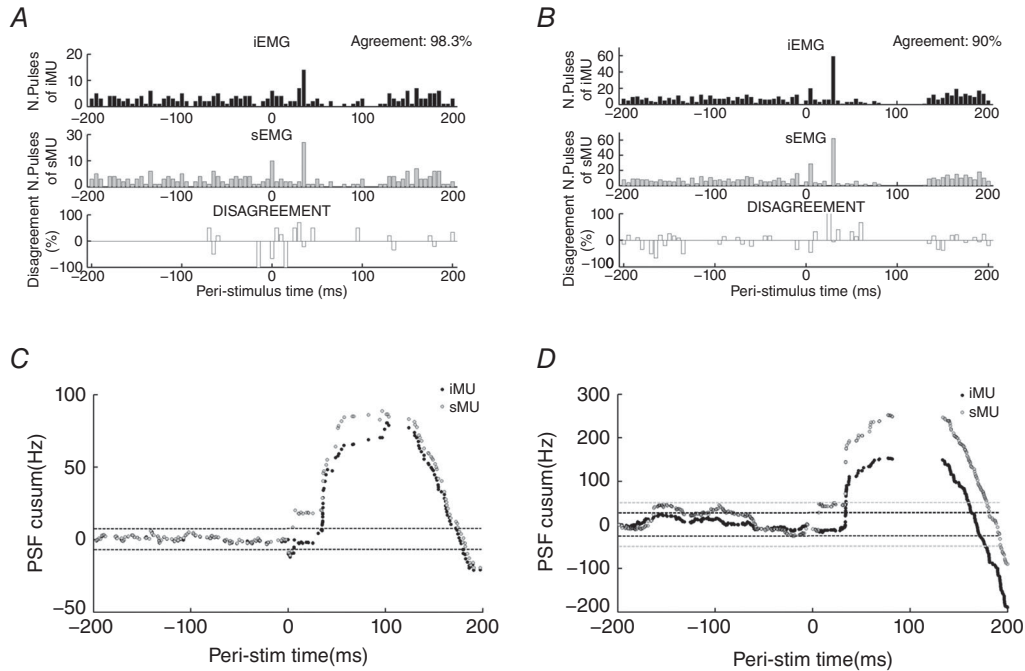 A
iEMG
Agreement: 98.3%
N.Pulses
of iMU
20
10
0
−200
−100
0
100
200
sEMG
N.Pulses
of sMU
30
15
0
−200
−100
0
100
200
DISAGREEMENT
Disagreement
(%)
100
0
−100
−200
−100
0
100
200
Peri-stimulus time (ms)
B
iEMG
Agreement: 90%
N.Pulses
of iMU
60
40
20
0
−200
−100
0
100
200
sEMG
N.Pulses
of sMU
60
40
20
0
−200
−100
0
100
200
DISAGREEMENT
Disagreement
(%)
100
0
−100
−200
−100
0
100
200
Peri-stimulus time (ms)
C
iMU
sMU
PSF cusum(Hz)
100
50
0
−50
−200
−100
0
100
200
Peri-stim time(ms)
D
iMU
sMU
PSF cusum(Hz)
300
200
100
0
−100
−200
−200
−100
0
100
200
Peri-stim time(ms)